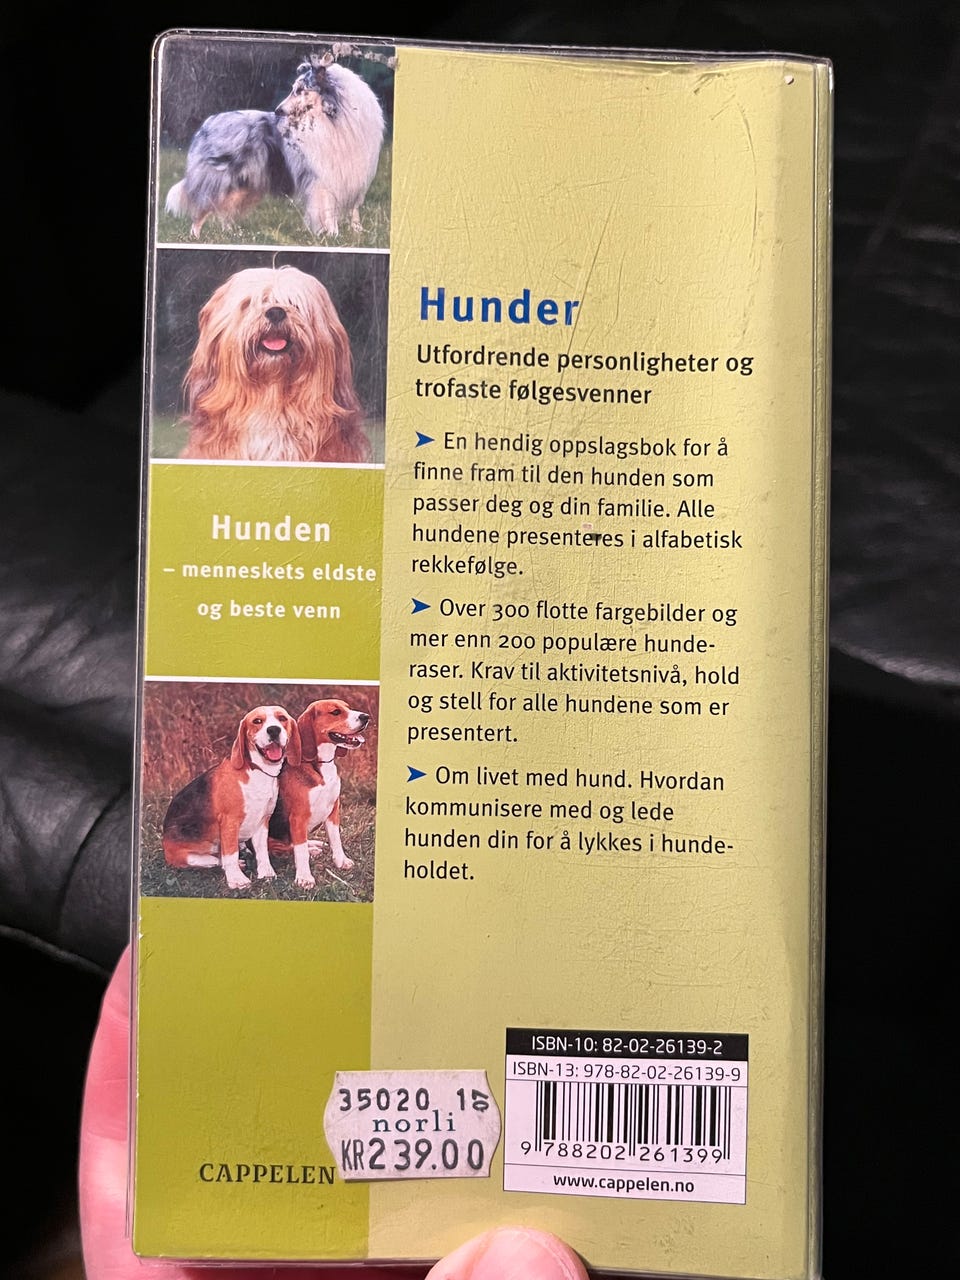 Hunder
Utfordrende personligheter og
trofaste følgesvenner
➤ En hendig oppslagsbok for å
finne fram til den hunden som
passer deg og din familie. Alle
hundene presenteres i alfabetisk
rekkefølge.
➤ Over 300 flotte fargebilder og
mer enn 200 populære hunde-
raser. Krav til aktivitetsnivå, hold
og stell for alle hundene som er
presentert.
➤ Om livet med hund. Hvordan
kommunisere med og lede
hunden din for å lykkes i hunde-
holdet.
Hunden
– menneskets eldste
og beste venn
CAPPELEN
35020 15
norli
KR239.00
ISBN-10: 82-02-26139-2
ISBN-13: 978-82-02-26139-9
9 788202 261399
www.cappelen.no